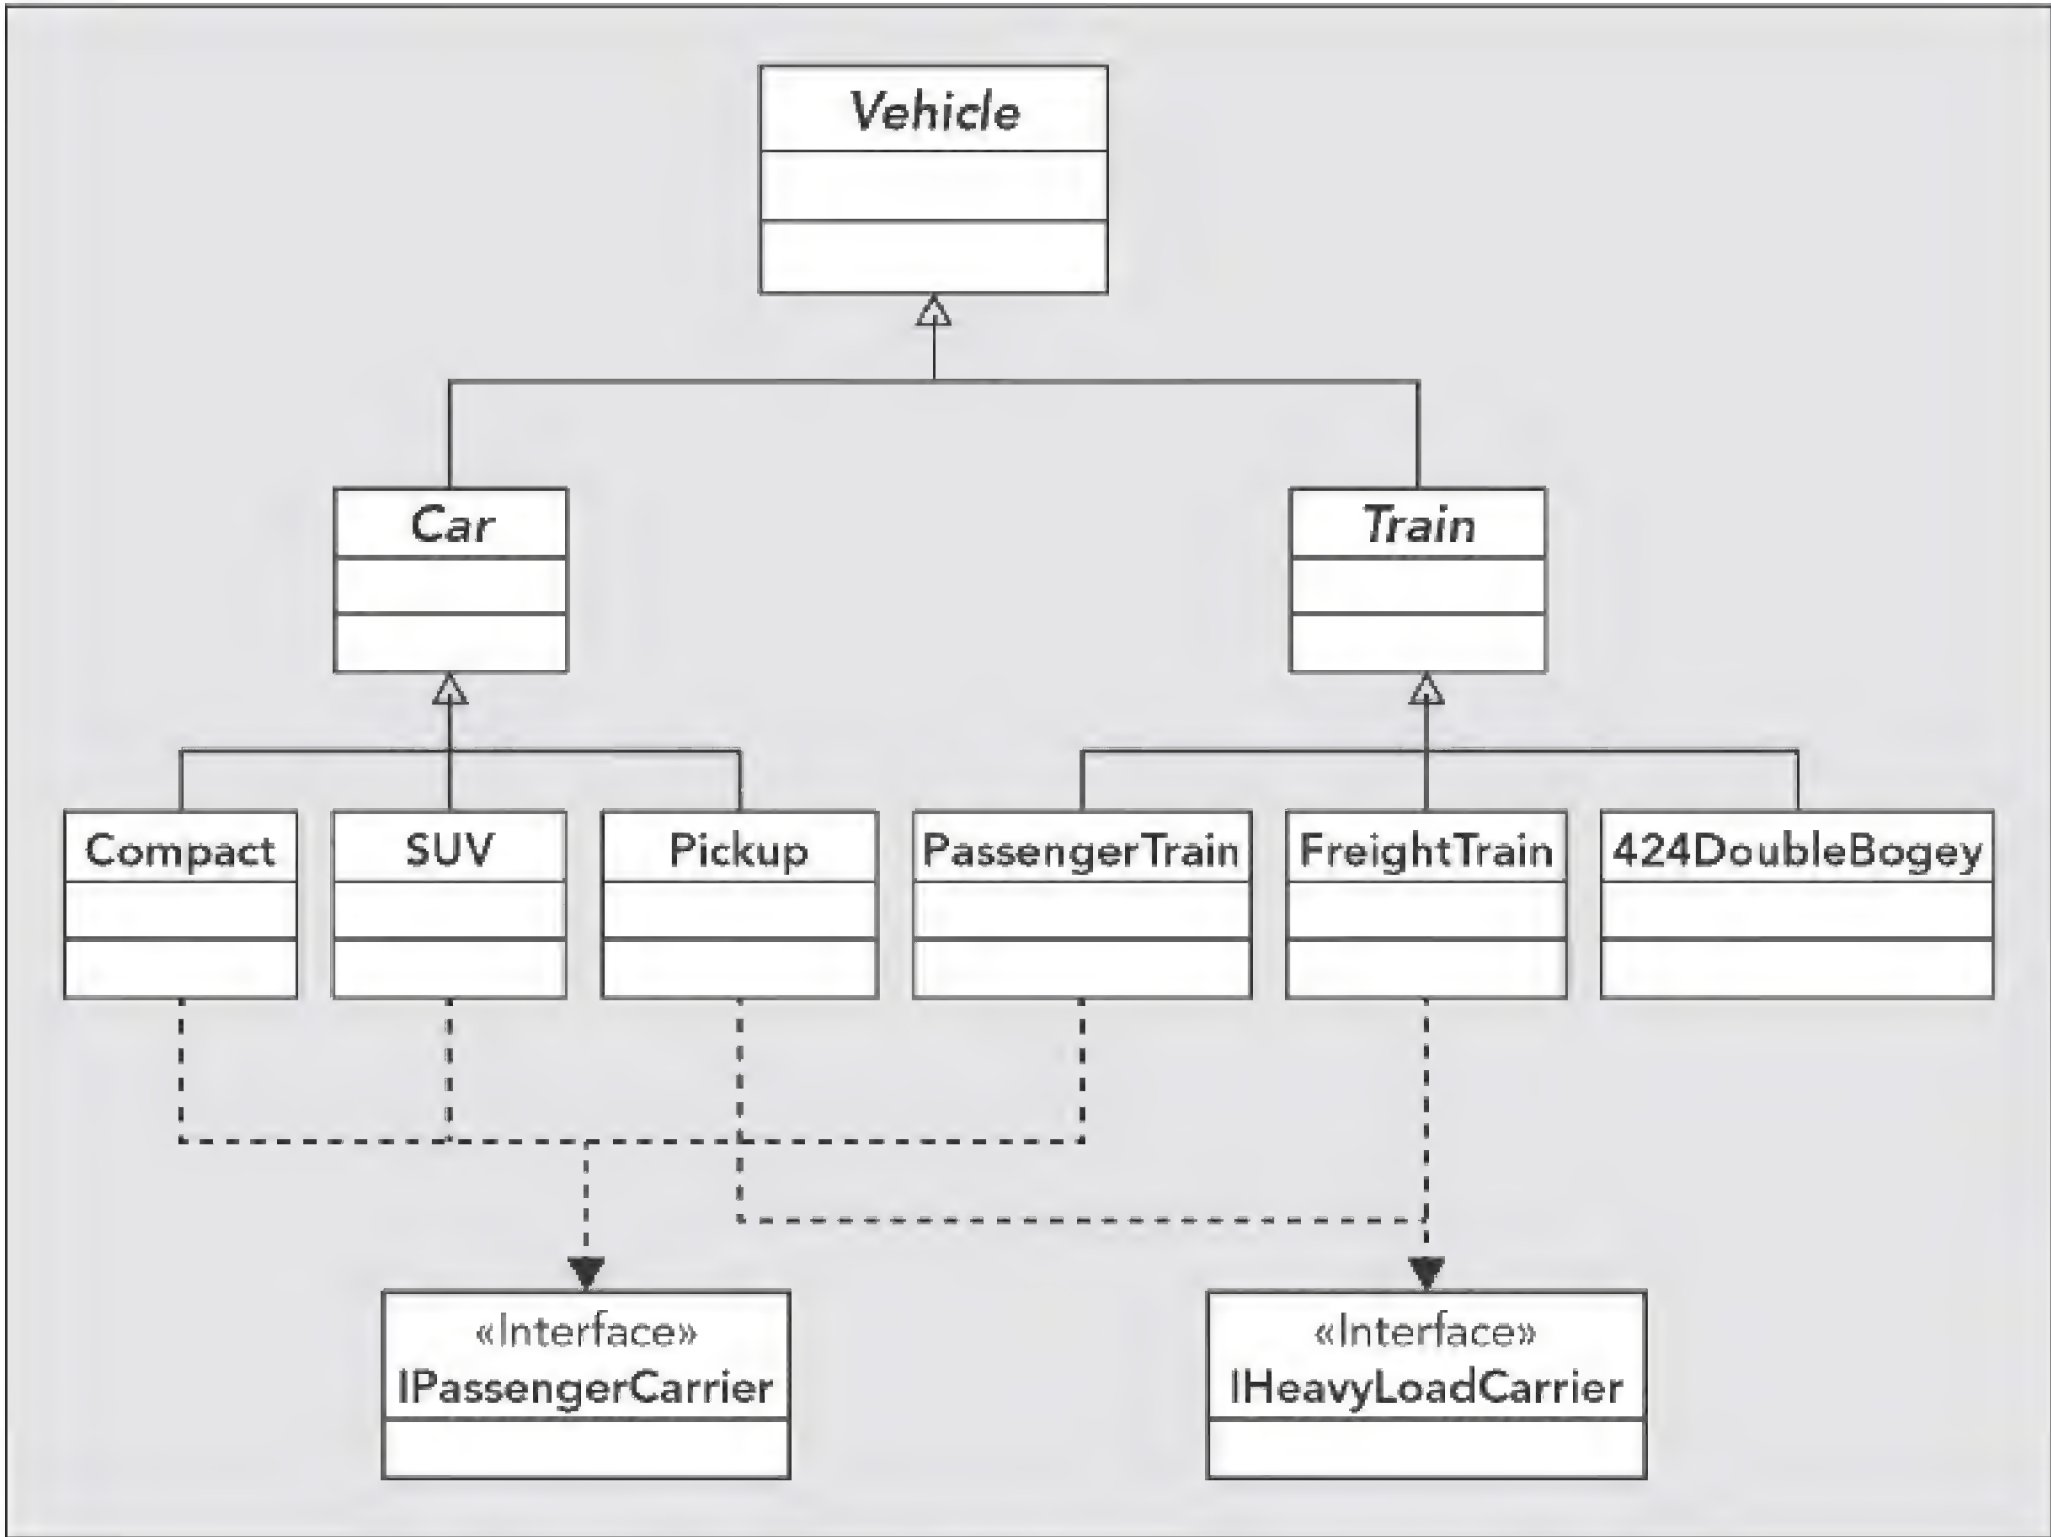 Vehicle
Car
Train
Compact
SUV
Pickup
PassengerTrain
FreightTrain
424DoubleBogey
«Interface»
IPassengerCarrier
«Interface»
IHeavyLoadCarrier